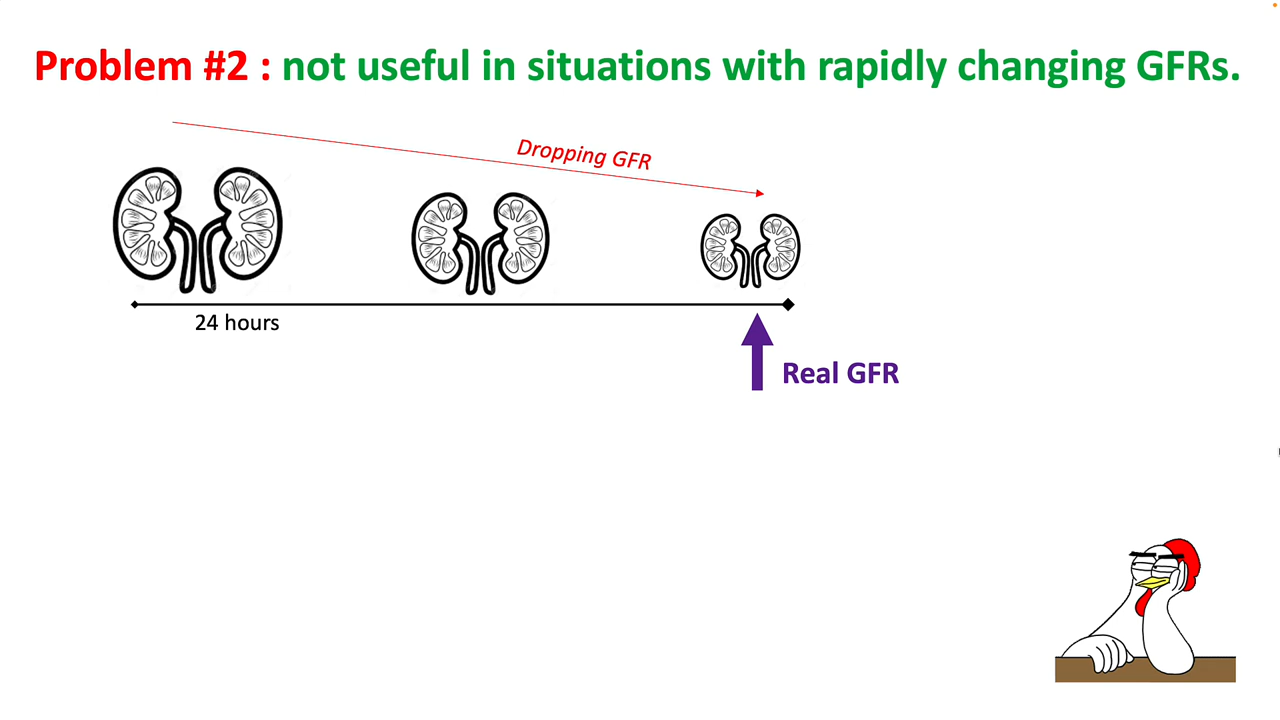 Problem #2 : not useful in situations with rapidly changing GFRs.
Dropping GFR
24 hours
Real GFR